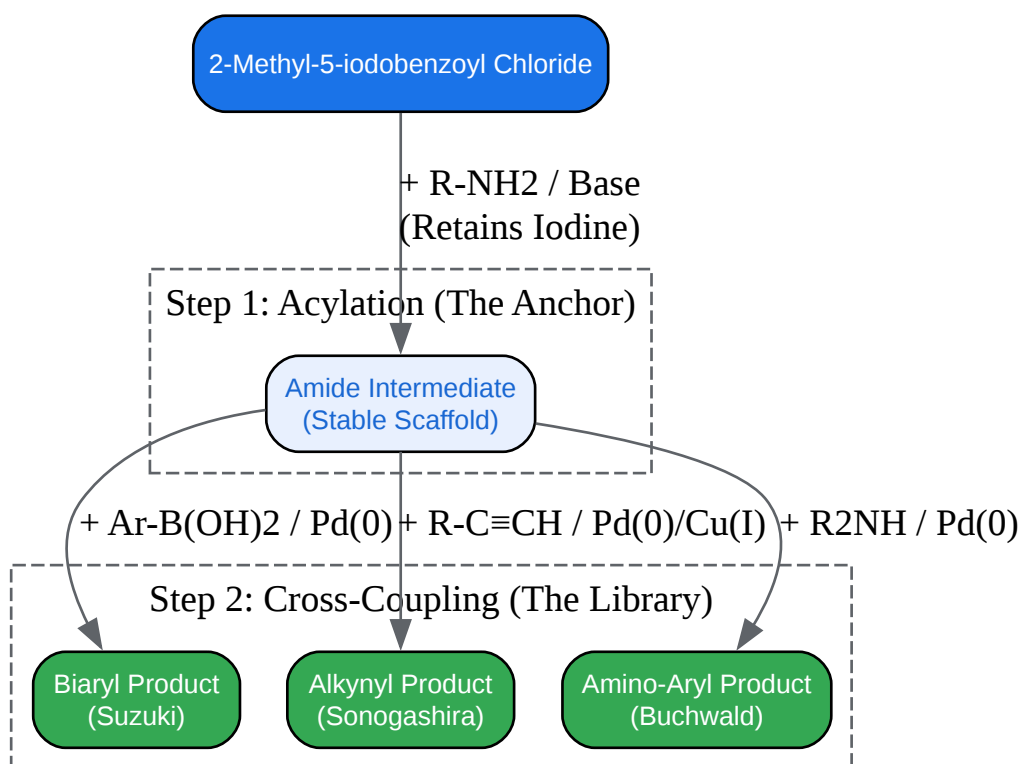 2-Methyl-5-iodobenzoyl Chloride
+ R-NH2 / Base
(Retains Iodine)
Step 1: Acylation (The Anchor)
Amide Intermediate
(Stable Scaffold)
+ Ar-B(OH)2 / Pd(0)
+ R-C≡CH / Pd(0)/Cu(I)
+ R2NH / Pd(0)
Step 2: Cross-Coupling (The Library)
Biaryl Product
(Suzuki)
Alkynyl Product
(Sonogashira)
Amino-Aryl Product
(Buchwald)